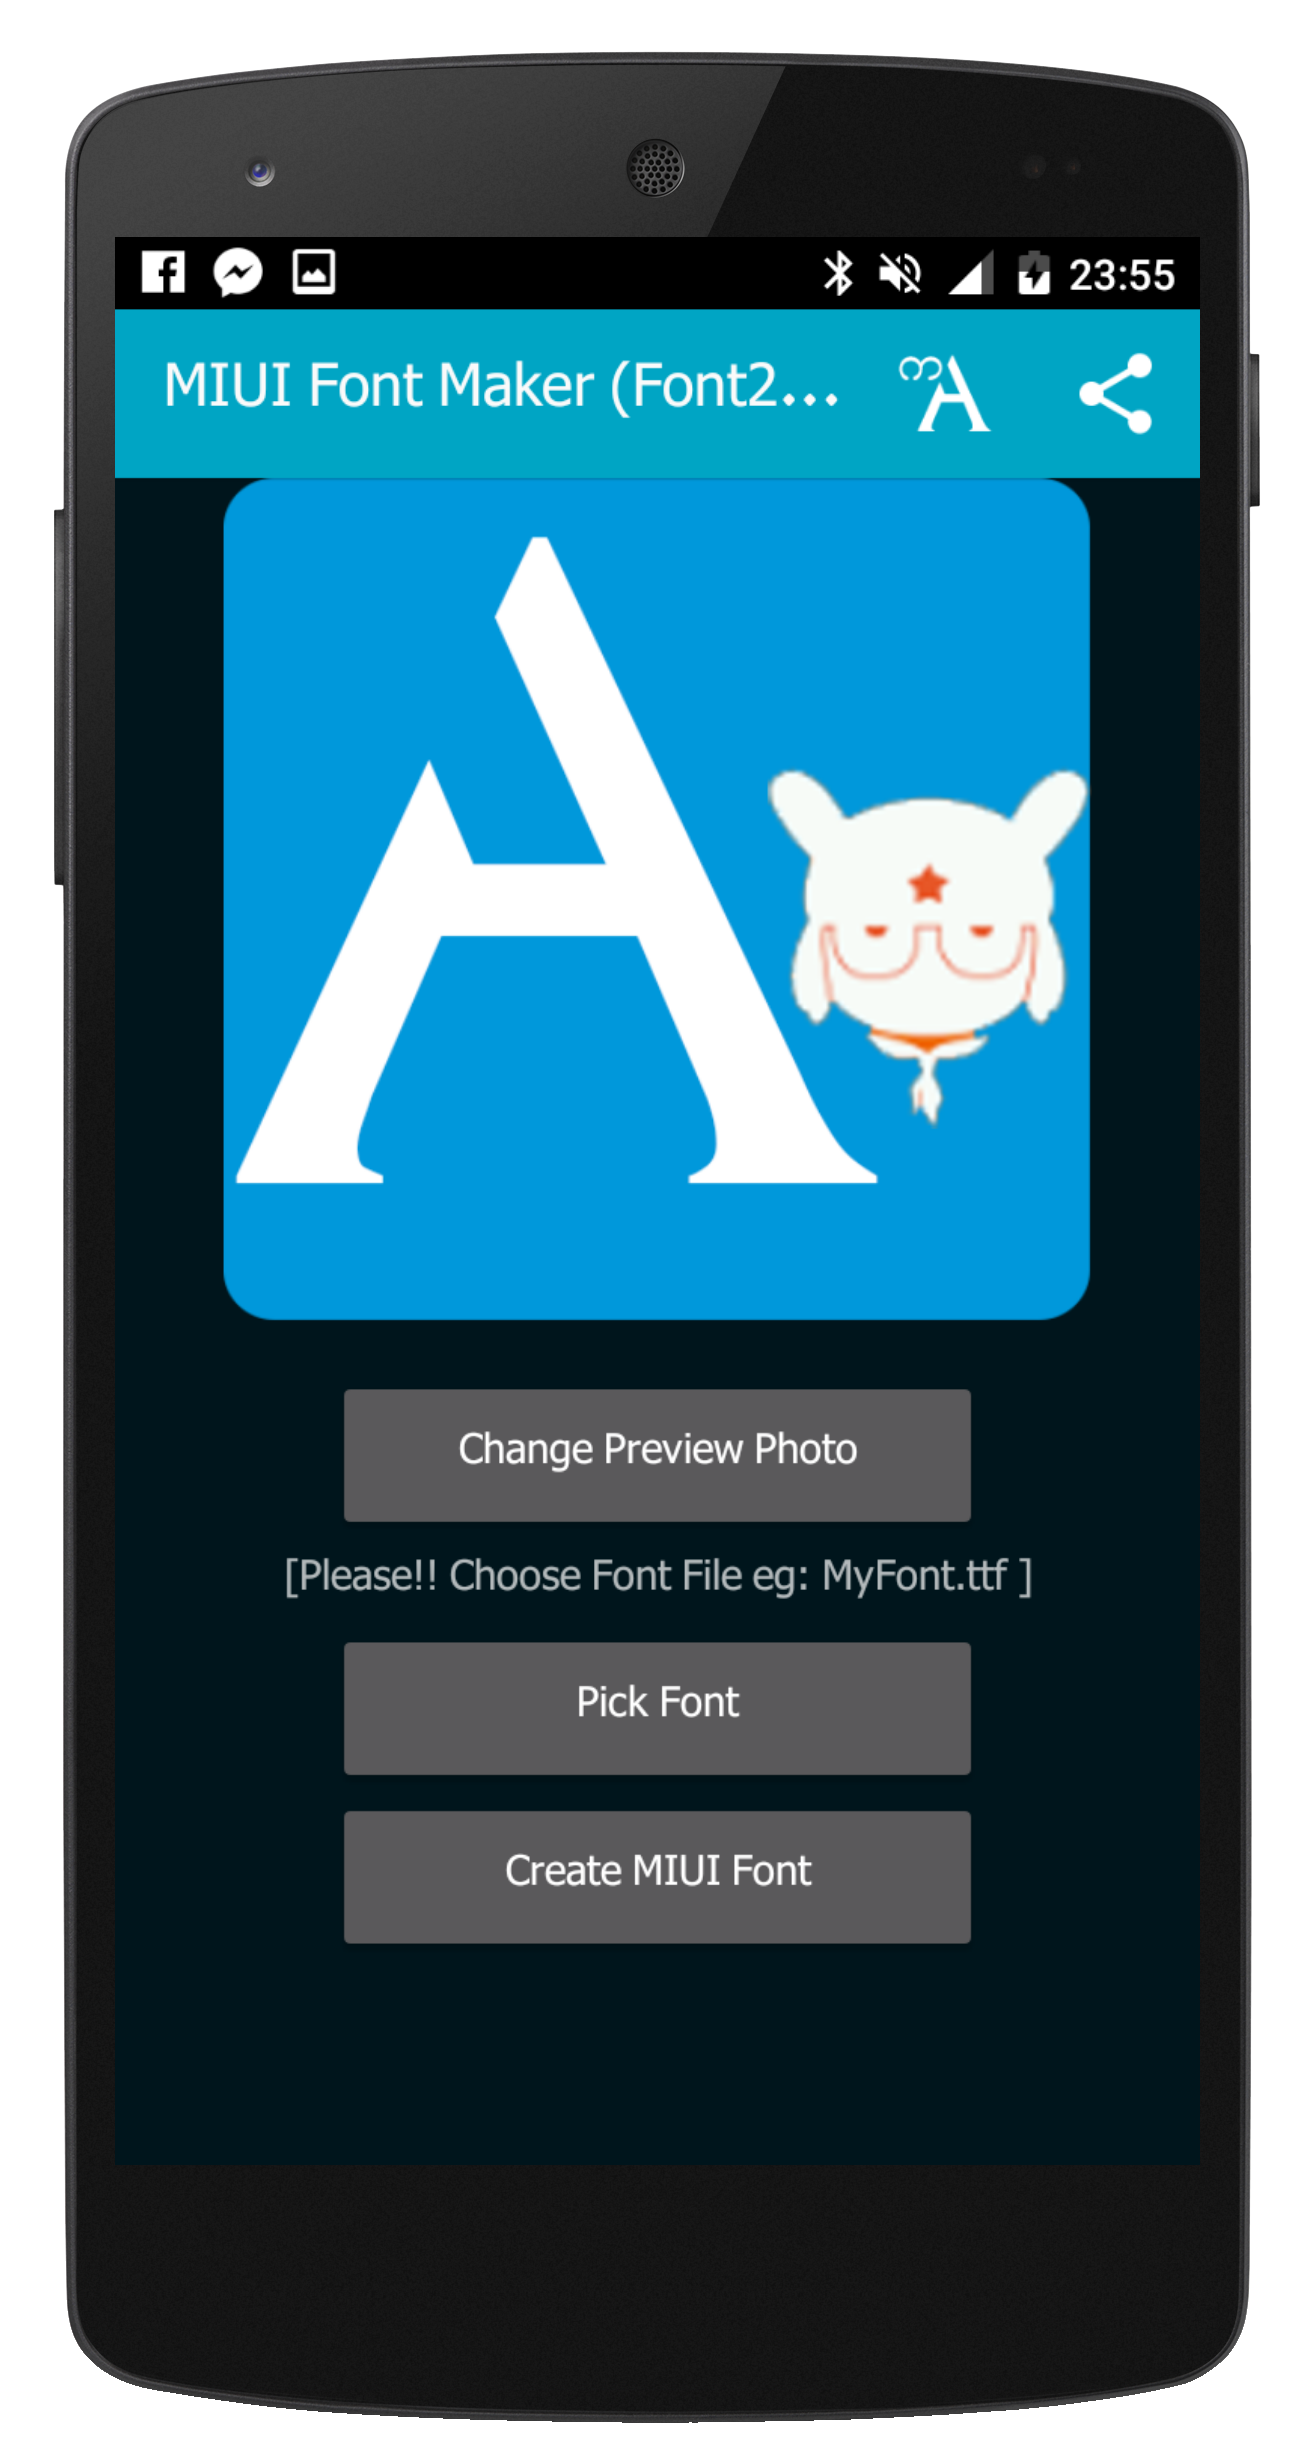 23:55
MIUI Font Maker (Font2...
A
Change Preview Photo
[Please!! Choose Font File eg: MyFont.ttf ]
Pick Font
Create MIUI Font